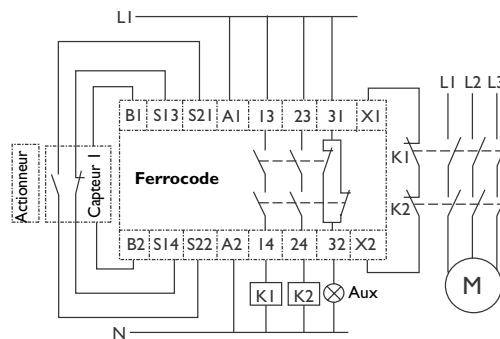 L1
B1 S13 S21 A1 13 23 31 X1
L1 L2 L3
K1
Actionneur
Capteur 1
Ferrocode
K2
B2 S14 S22 A2 14 24 32 X2
K1 K2 Aux
M
N